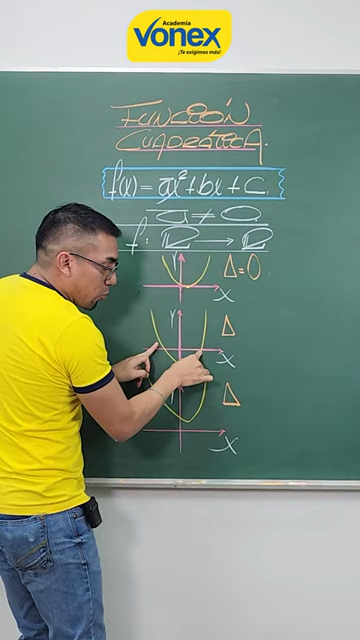 Academia
Vonex
¡Te exigimos más!
FUNCIÓN
CUADRÁTICA.
f(x) = ax² + bx + C.
a ≠ 0.
f: ℝ → ℝ
Y
Δ = 0
X
Y
Δ
X
Δ
X